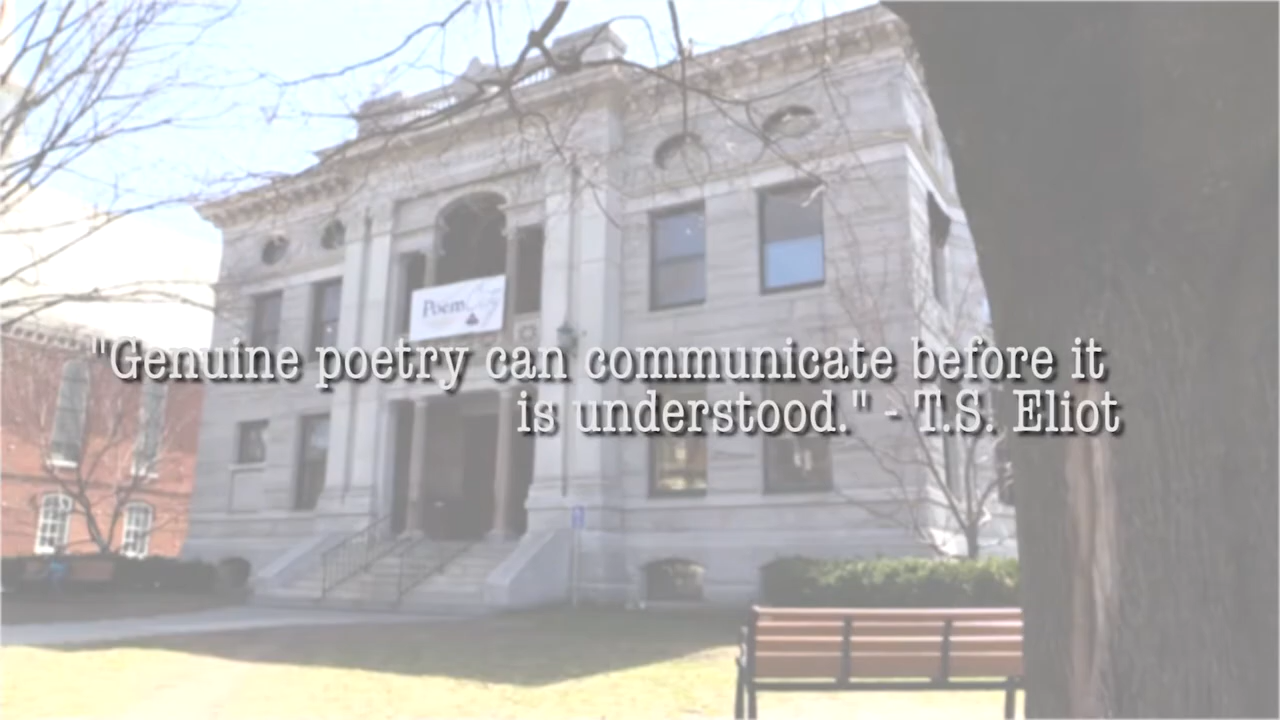 Poem
"Genuine poetry can communicate before it
is understood." - T.S. Eliot